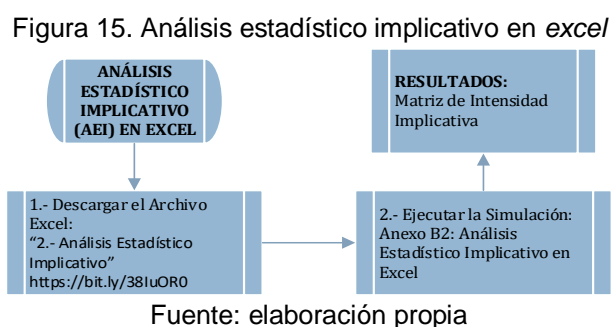 Figura 15. Análisis estadístico implicativo en excel
ANÁLISIS
ESTADÍSTICO
IMPLICATIVO
(AEI) EN EXCEL
1.- Descargar el Archivo
Excel:
“2.- Análisis Estadístico
Implicativo”
https://bit.ly/38IuOR0
2.- Ejecutar la Simulación:
Anexo B2: Análisis
Estadístico Implicativo en
Excel
RESULTADOS:
Matriz de Intensidad
Implicativa
Fuente: elaboración propia